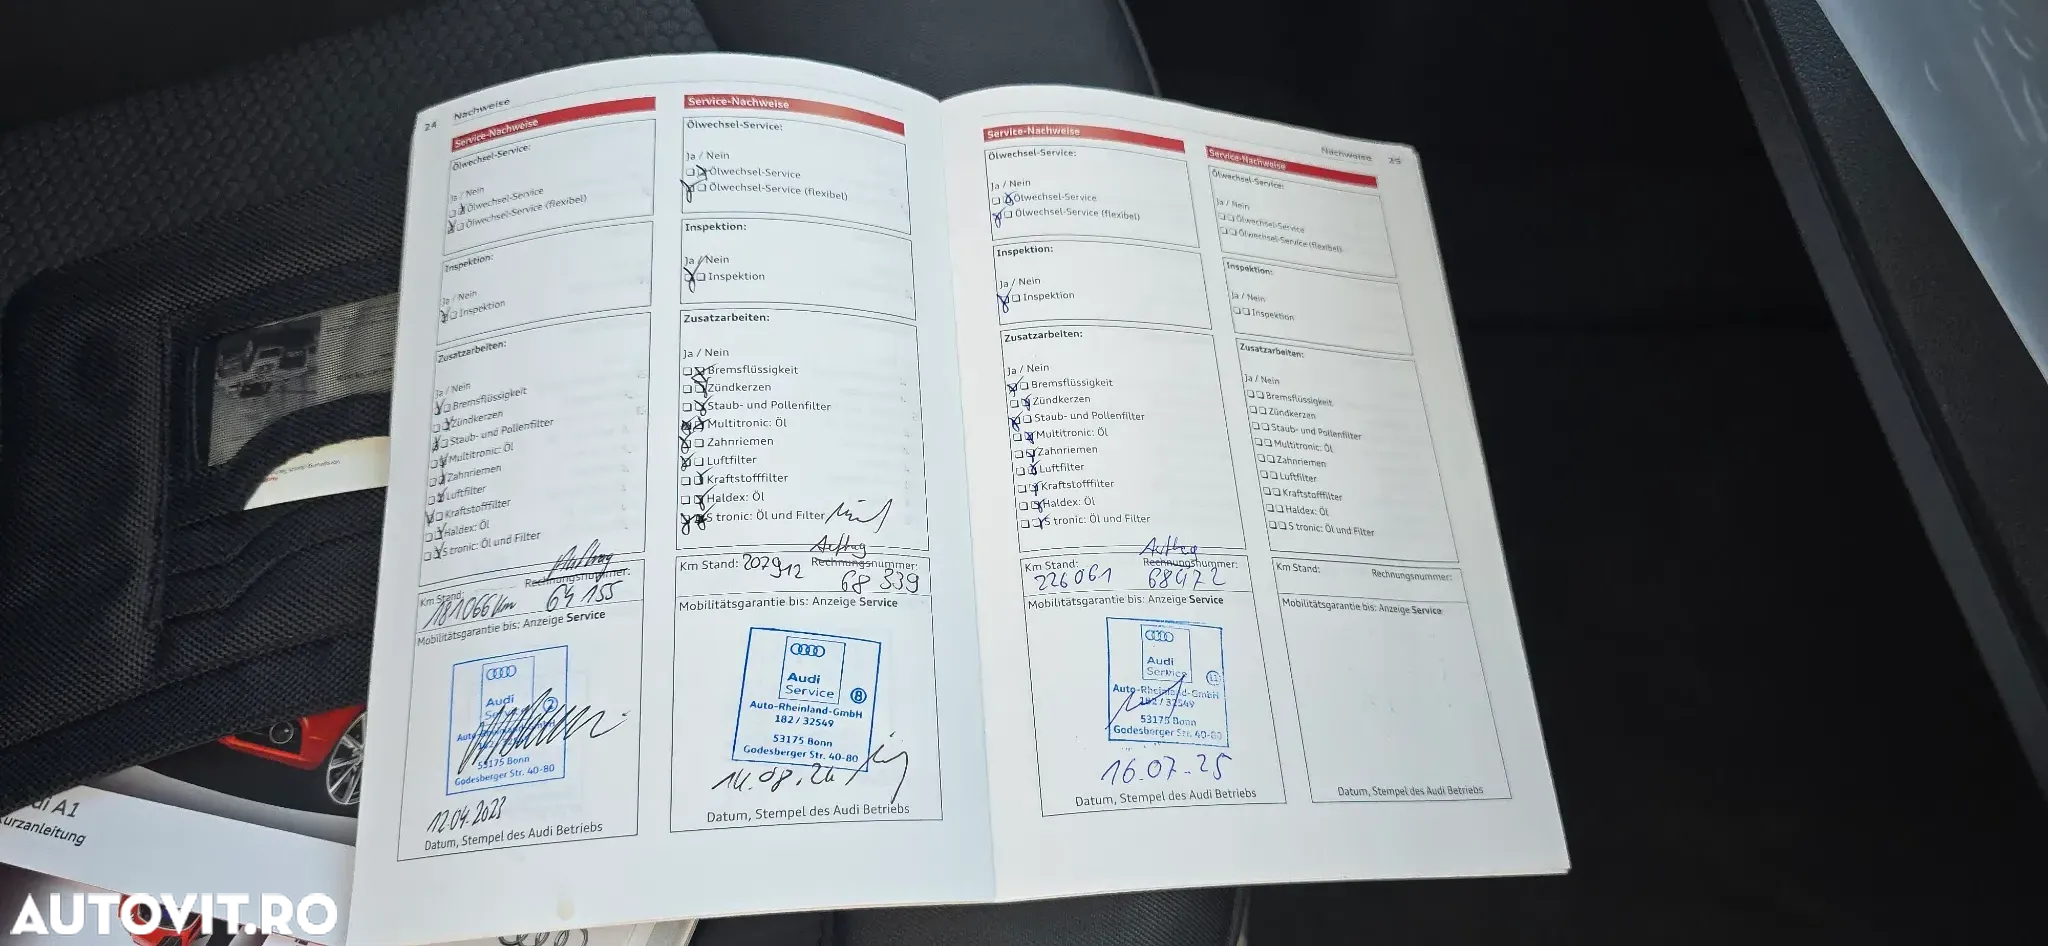 24 Nachweise
Service-Nachweise
Ölwechsel-Service:
Ja / Nein
Ölwechsel-Service
Ölwechsel-Service (flexibel)
Inspektion:
Ja / Nein
Inspektion
Zusatzarbeiten:
Ja / Nein
Bremsflüssigkeit
Zündkerzen
Staub- und Pollenfilter
Multitronic: Öl
Zahnriemen
Luftfilter
Kraftstofffilter
Haldex: Öl
S tronic: Öl und Filter
Auftrag
Km Stand: Rechnungsnummer:
181066 km 64 155
Mobilitätsgarantie bis: Anzeige Service
Audi
Service 2
53175 Bonn
Godesberger Str. 40-80
12.04.2023
Datum, Stempel des Audi Betriebs
Service-Nachweise
Ölwechsel-Service:
Ja / Nein
Ölwechsel-Service
Ölwechsel-Service (flexibel)
Inspektion:
Ja / Nein
Inspektion
Zusatzarbeiten:
Ja / Nein
Bremsflüssigkeit
Zündkerzen
Staub- und Pollenfilter
Multitronic: Öl
Zahnriemen
Luftfilter
Kraftstofffilter
Haldex: Öl
S tronic: Öl und Filter
Auftrag
Km Stand: 202912 Rechnungsnummer:
68 339
Mobilitätsgarantie bis: Anzeige Service
Audi
Service 8
Auto-Rheinland-GmbH
182 / 32549
53175 Bonn
Godesberger Str. 40-80
14.08.24
Datum, Stempel des Audi Betriebs
Nachweise 25
Service-Nachweise
Ölwechsel-Service:
Ja / Nein
Ölwechsel-Service
Ölwechsel-Service (flexibel)
Inspektion:
Ja / Nein
Inspektion
Zusatzarbeiten:
Ja / Nein
Bremsflüssigkeit
Zündkerzen
Staub- und Pollenfilter
Multitronic: Öl
Zahnriemen
Luftfilter
Kraftstofffilter
Haldex: Öl
S tronic: Öl und Filter
Auftrag
Km Stand: Rechnungsnummer:
226061 68472
Mobilitätsgarantie bis: Anzeige Service
Audi
Service 11
Auto-Rheinland-GmbH
182 / 32549
53175 Bonn
Godesberger Str. 40-80
16.07.25
Datum, Stempel des Audi Betriebs
Service-Nachweise
Ölwechsel-Service:
Ja / Nein
Ölwechsel-Service
Ölwechsel-Service (flexibel)
Inspektion:
Ja / Nein
Inspektion
Zusatzarbeiten:
Ja / Nein
Bremsflüssigkeit
Zündkerzen
Staub- und Pollenfilter
Multitronic: Öl
Zahnriemen
Luftfilter
Kraftstofffilter
Haldex: Öl
S tronic: Öl und Filter
Km Stand: Rechnungsnummer:
Mobilitätsgarantie bis: Anzeige Service
Datum, Stempel des Audi Betriebs
A1
Kurzanleitung
AUTOVIT.RO